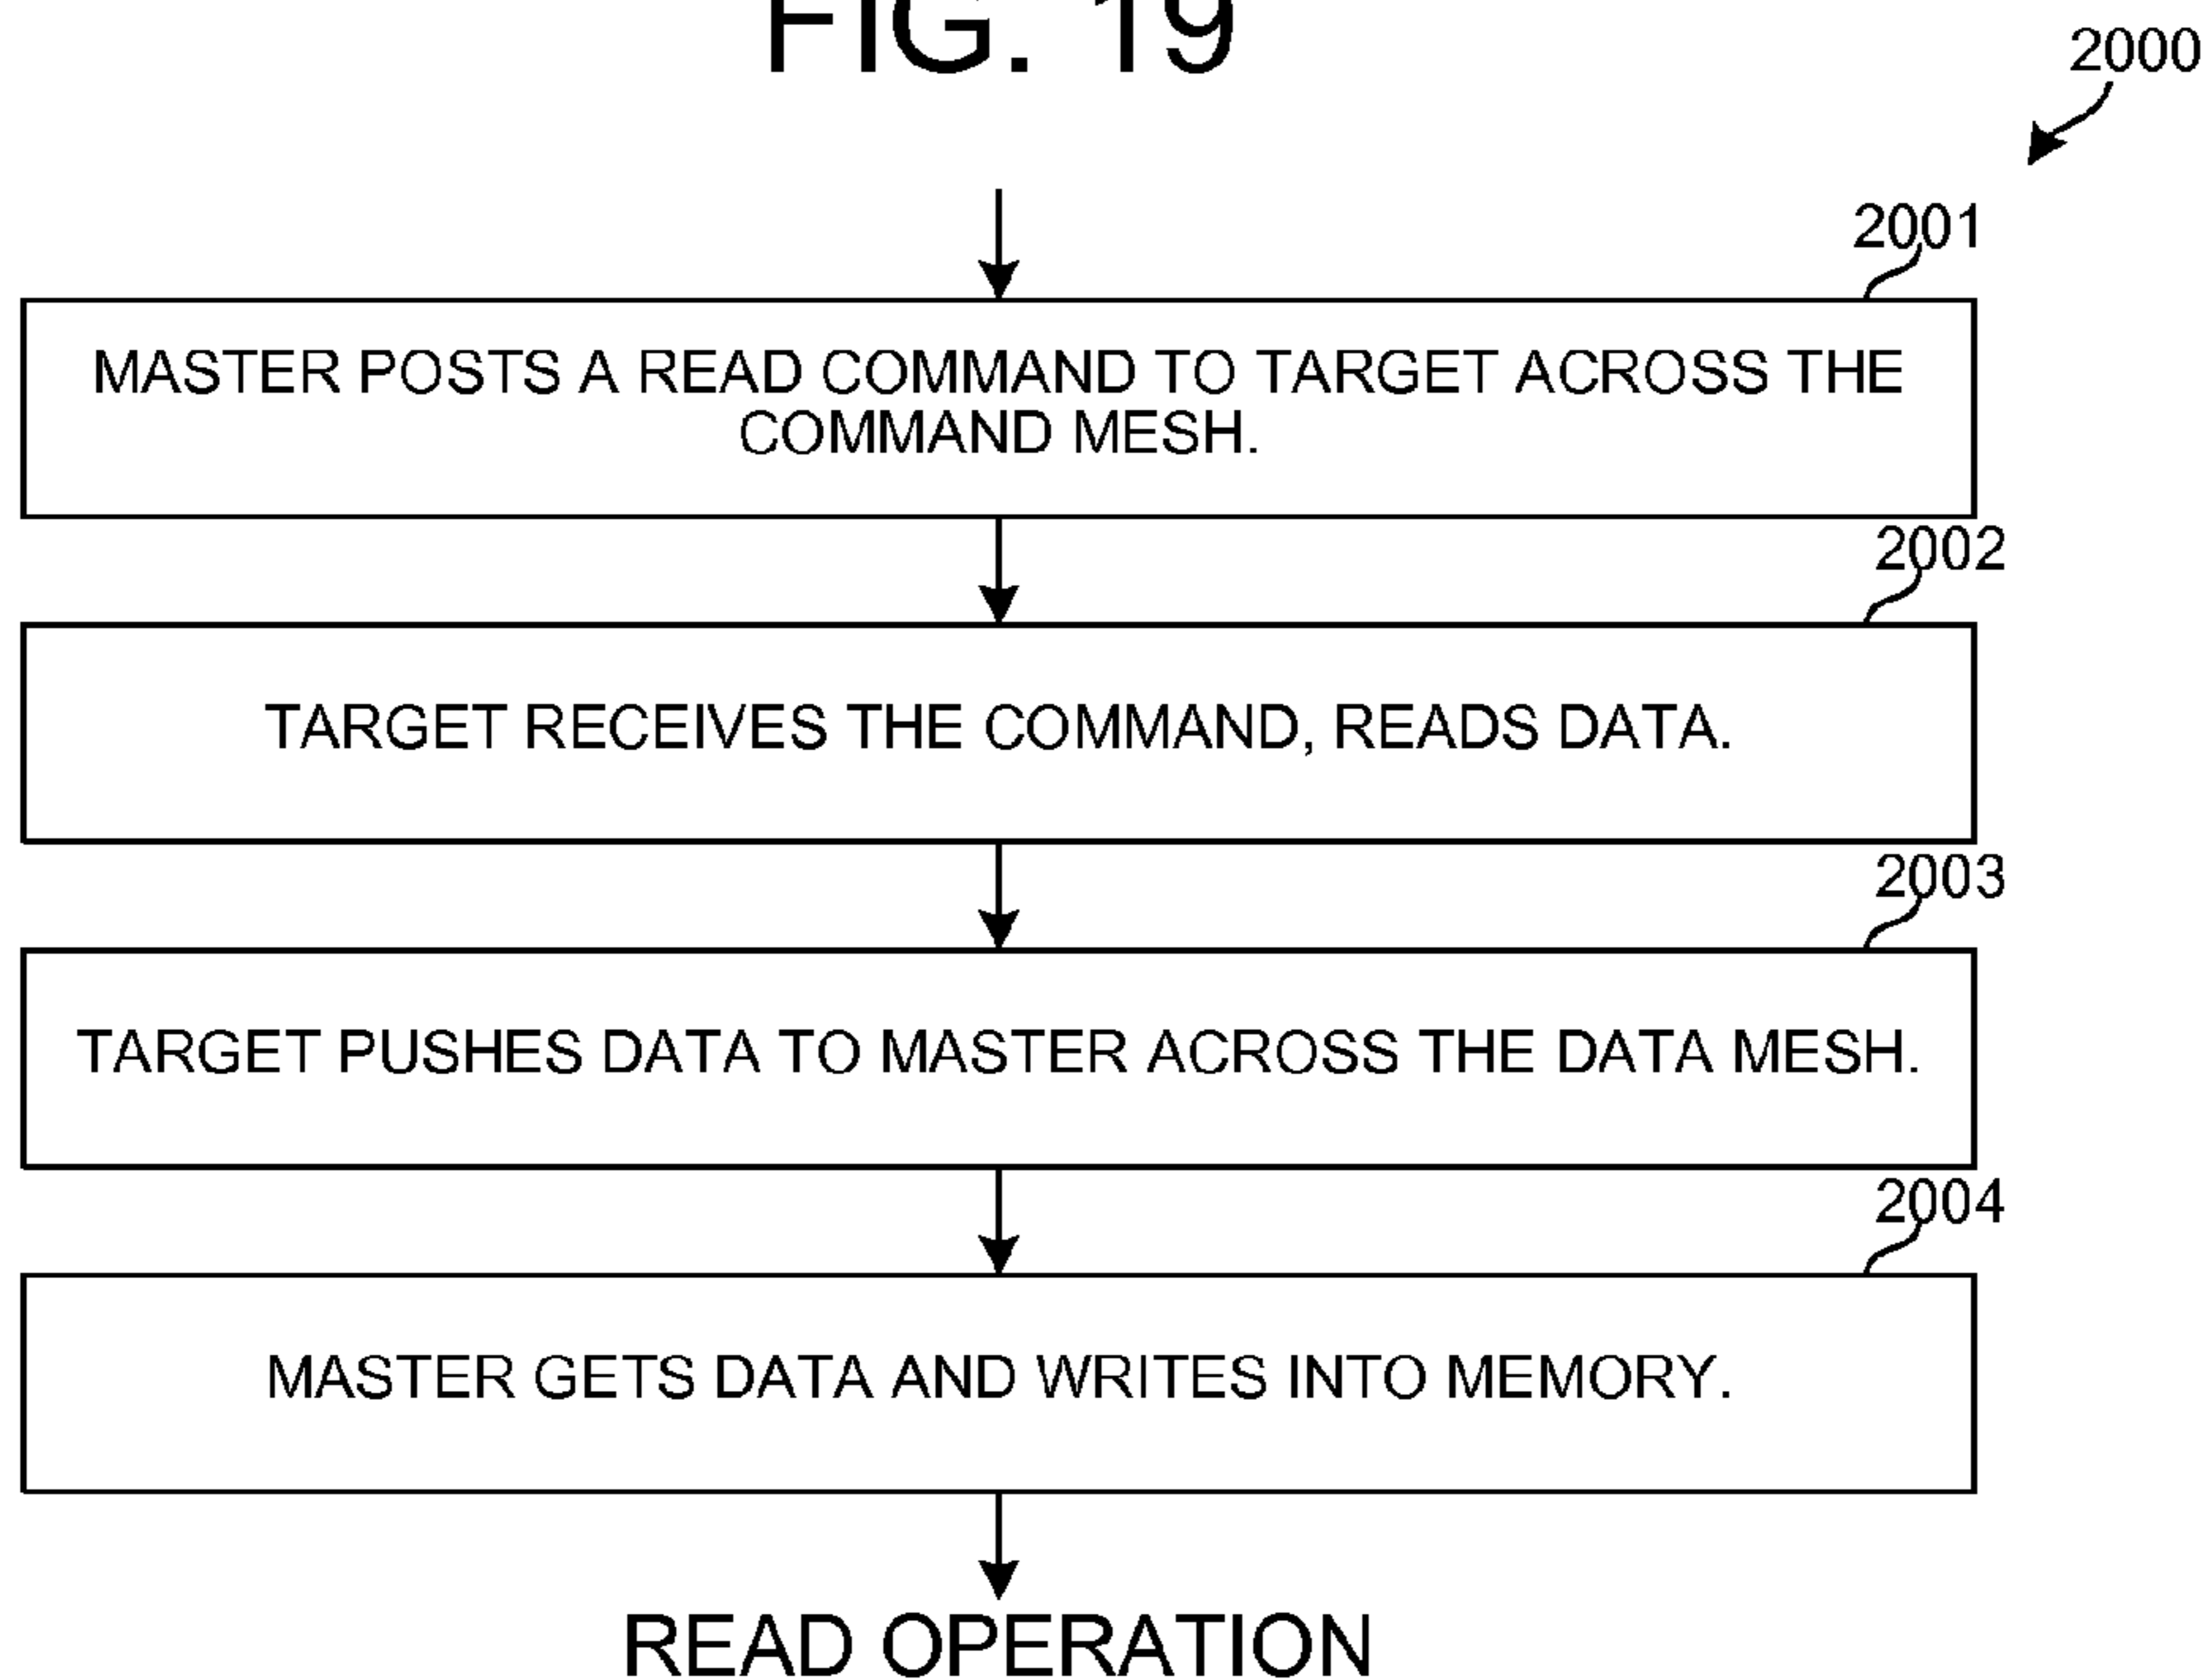 FIG. 19
2000
2001
MASTER POSTS A READ COMMAND TO TARGET ACROSS THE
COMMAND MESH.
2002
TARGET RECEIVES THE COMMAND, READS DATA.
2003
TARGET PUSHES DATA TO MASTER ACROSS THE DATA MESH.
2004
MASTER GETS DATA AND WRITES INTO MEMORY.
READ OPERATION